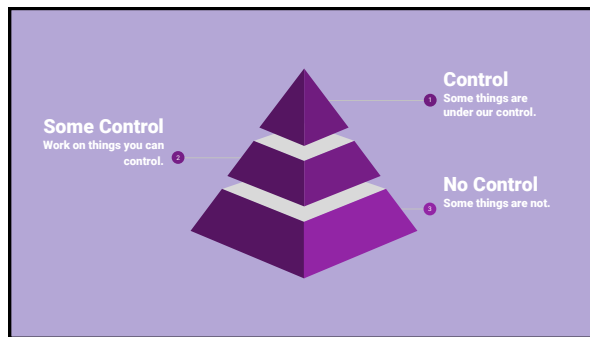 Control
1
Some things are
under our control.
Some Control
Work on things you can
control.
2
No Control
Some things are not.
3